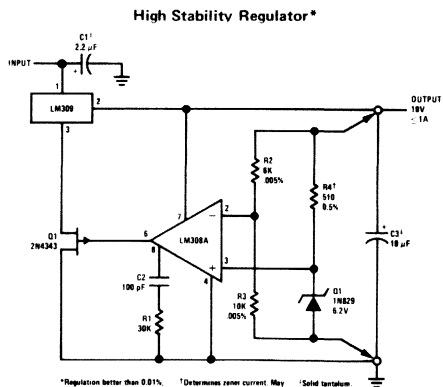 High Stability Regulator*
C1‡
2.2 μF
INPUT
+
1
LM309
2
3
OUTPUT
10V
≤ 1A
R2
6K
.005%
R4†
510
0.5%
7
2
−
Q1
2N4343
6
LM308A
8
3
+
4
C3‡
10 μF
+
C2
100 pF
R3
10K
.005%
Q1
1N829
6.2V
R1
30K
*Regulation better than 0.01%. †Determines zener current. May ‡Solid tantalum.